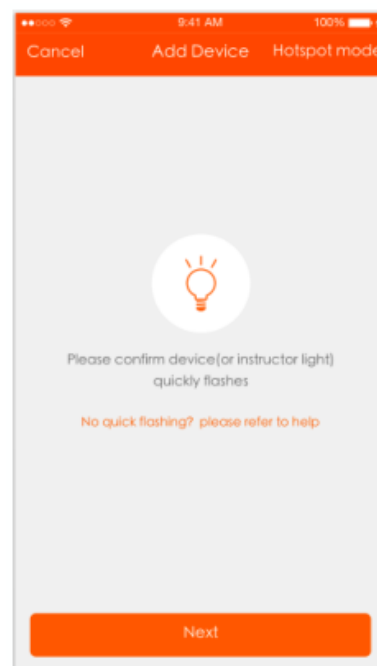 9:41 AM 100%
Cancel Add Device Hotspot mode
Please confirm device(or instructor light)
quickly flashes
No quick flashing? please refer to help
Next